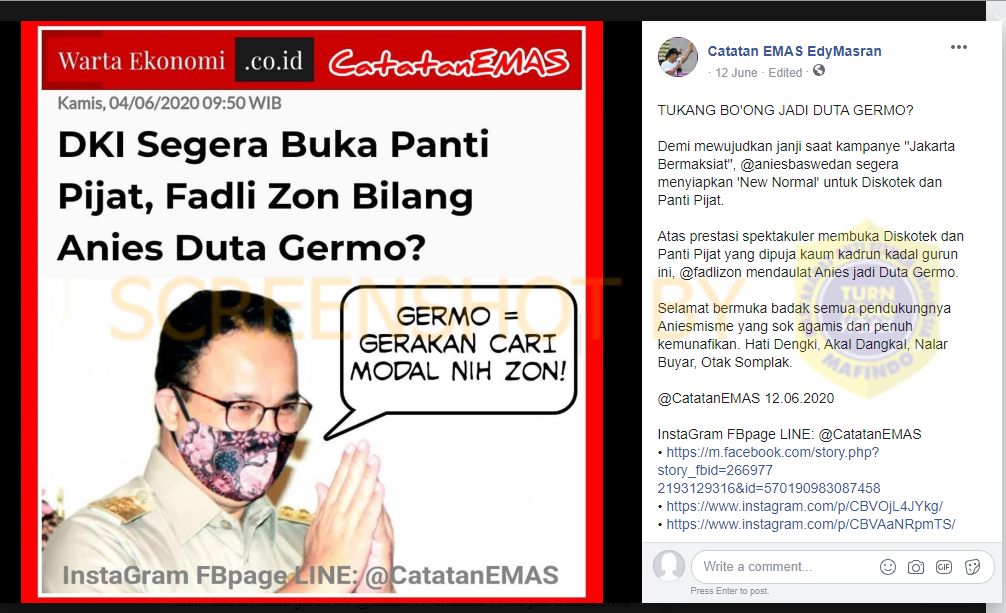 Warta Ekonomi .co.id CatatanEMAS
Kamis, 04/06/2020 09:50 WIB
DKI Segera Buka Panti
Pijat, Fadli Zon Bilang
Anies Duta Germo?
GERMO =
GERAKAN CARI
MODAL NIH ZON!
SCREENSHOT BY
InstaGram FBpage LINE: @CatatanEMAS
Catatan EMAS EdyMasran
· 12 June · Edited ·
TUKANG BO'ONG JADI DUTA GERMO?
Demi mewujudkan janji saat kampanye "Jakarta
Bermaksiat", @aniesbaswedan segera
menyiapkan 'New Normal' untuk Diskotek dan
Panti Pijat.
Atas prestasi spektakuler membuka Diskotek dan
Panti Pijat yang dipuja kaum kadrun kadal gurun
ini, @fadlizon mendaulat Anies jadi Duta Germo.
Selamat bermuka badak semua pendukungnya
Aniesmisme yang sok agamis dan penuh
kemunafikan. Hati Dengki, Akal Dangkal, Nalar
Buyar, Otak Somplak.
@CatatanEMAS 12.06.2020
InstaGram FBpage LINE: @CatatanEMAS
• https://m.facebook.com/story.php?
story_fbid=266977
2193129316&id=570190983087458
• https://www.instagram.com/p/CBVOjL4JYkg/
• https://www.instagram.com/p/CBVAaNRpmTS/
TURN
MAFINDO
Write a comment...
GIF
Press Enter to post.